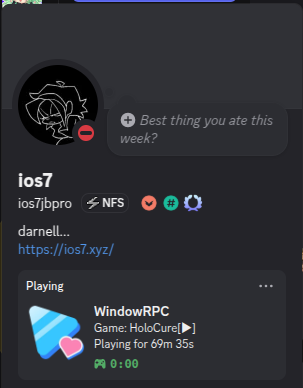 Best thing you ate this
week?
ios7
ios7jbpro NFS
darnell...
https://ios7.xyz/
Playing
WindowRPC
Game: HoloCure[▶]
Playing for 69m 35s
0:00